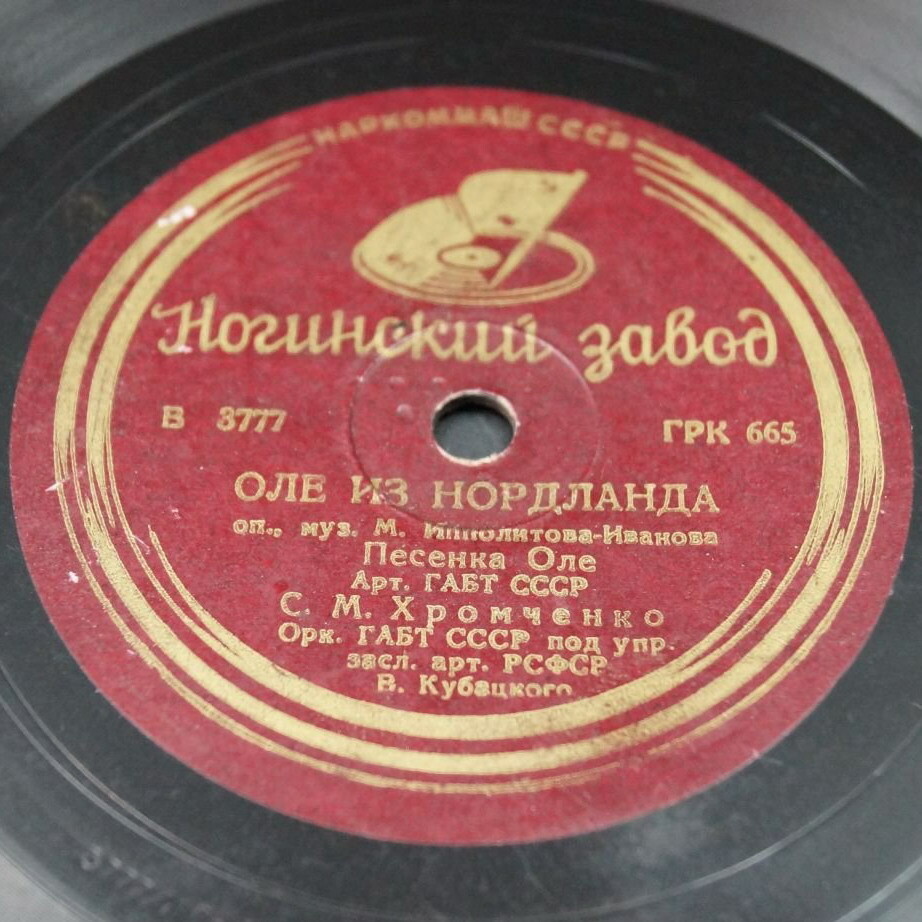 НАРКОММАШ СССР
Ногинский завод
В 3777 ГРК 665
ОЛЕ ИЗ НОРДЛАНДА
оп., муз. М. Ипполитова-Иванова
Песенка Оле
Арт. ГАБТ СССР
С. М. Хромченко
Орк. ГАБТ СССР под упр.
засл. арт. РСФСР
В. Кубацкого